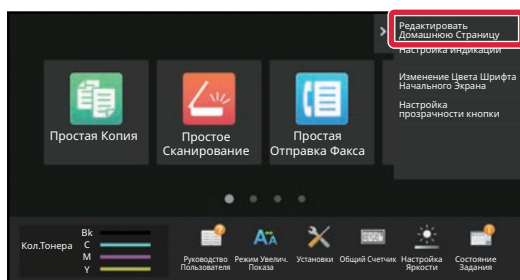 Редактировать
Домашнюю Страницу
Настройка индикации
Изменение Цвета Шрифта
Начального Экрана
Настройка
прозрачности кнопки
Простая Копия
Простое
Сканирование
Простая
Отправка Факса
Кол.Тонера
Bk
C
M
Y
Руководство
Пользователя
Режим Увелич.
Показа
Установки
Общий Счетчик
Настройка
Яркости
Состояние
Задания